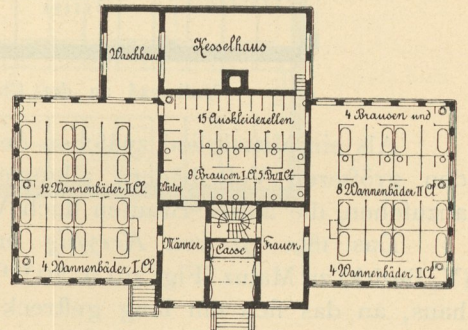 Waschhaus
Kesselhaus
15 Auskleidezellen
4 Brausen und
12 Wannenbäder II. Cl.
9 Brausen I. Cl. 5. Br. II. Cl.
8 Wannenbäder II. Cl
Männer
Casse
Frauen
4 Wannenbäder I. Cl
4 Wannenbäder I. Cl